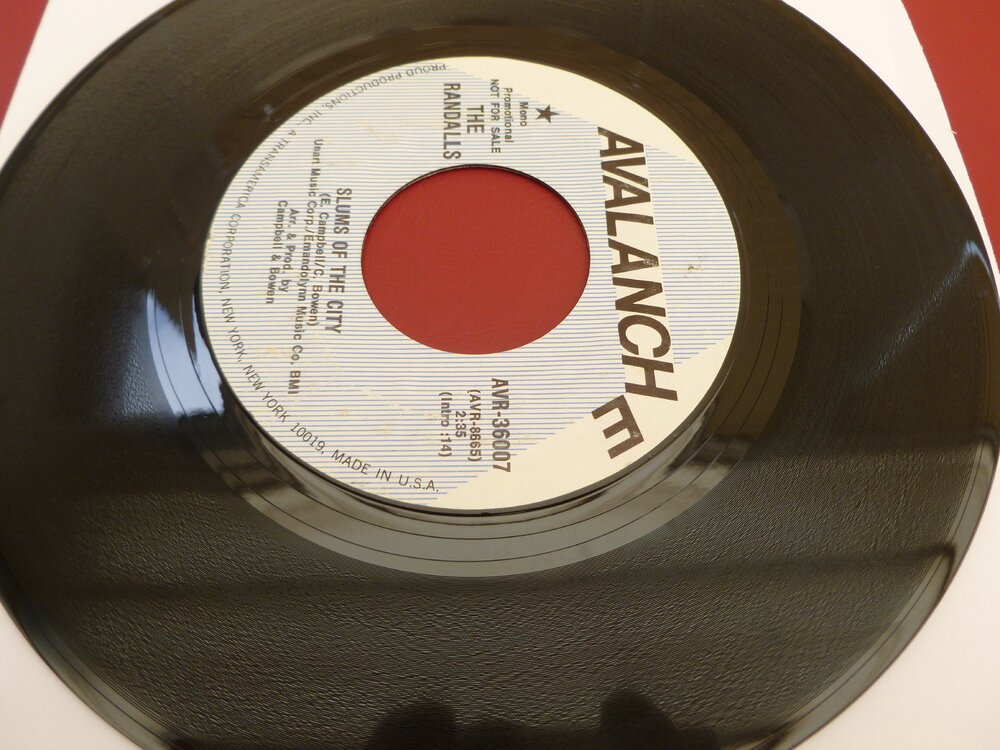 AVALANCHE
★
Mono
Promotional
NOT FOR SALE
THE
RANDALLS
AVR-36007
(AVR-8665)
2:35
(Intro :14)
SLUMS OF THE CITY
(E. Campbell/C. Bowen)
Unart Music Corp./Emandolynn Music Co. BMI
Arr. & Prod. by
Campbell & Bowen
PROUD PRODUCTIONS, INC. A TRANSAMERICA CORPORATION, NEW YORK, NEW YORK 10019, MADE IN U.S.A.